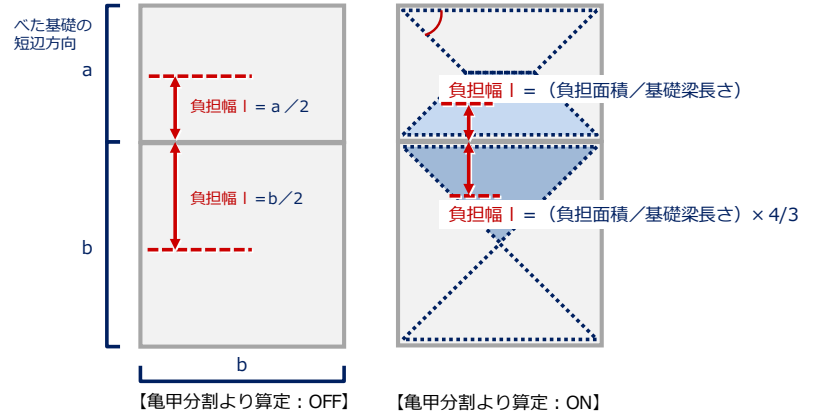 べた基礎の
短辺方向
a
負担幅 l = a／2
b
負担幅 l = b／2
b
【亀甲分割より算定：OFF】
負担幅 l = （負担面積／基礎梁長さ）
負担幅 l = （負担面積／基礎梁長さ）× 4/3
【亀甲分割より算定：ON】